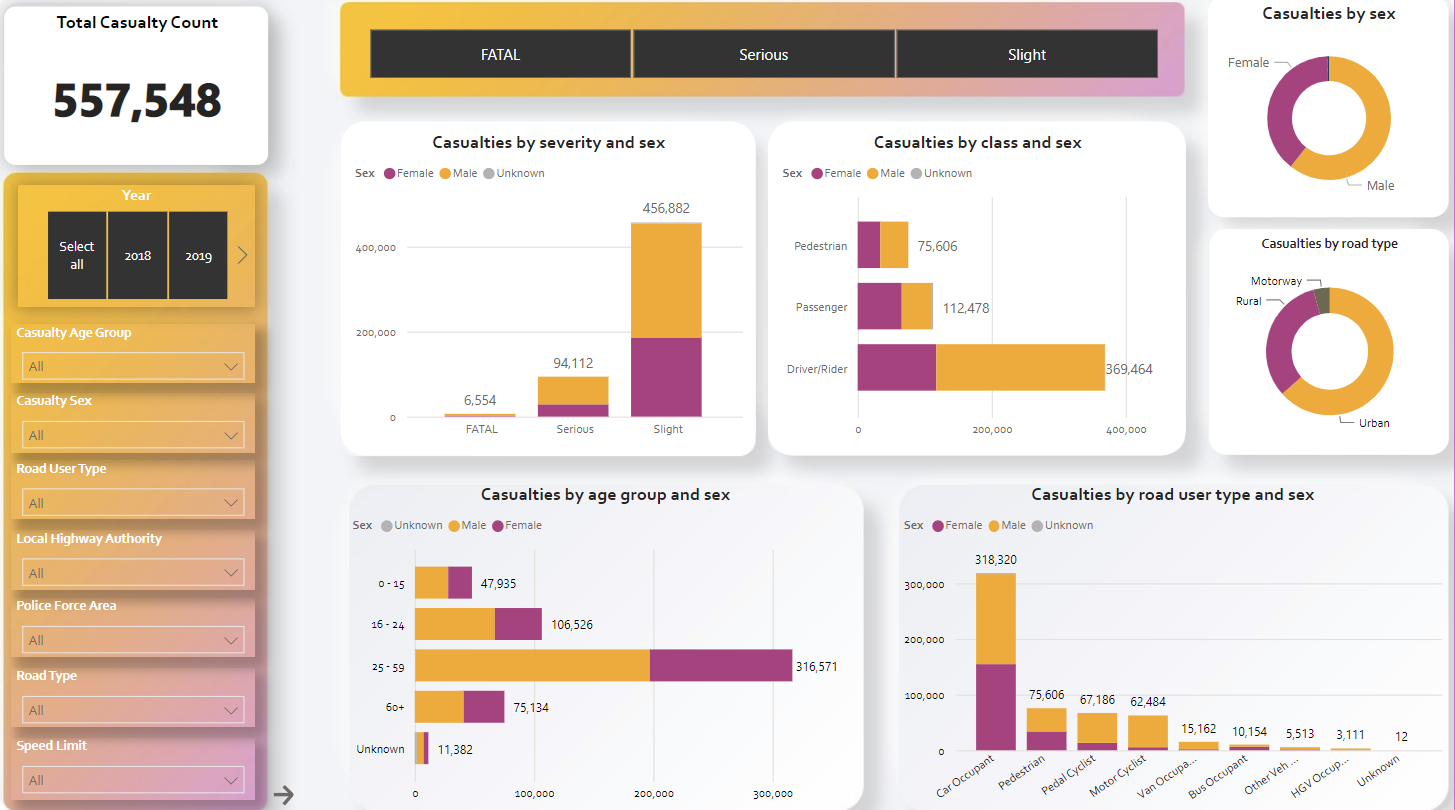 Total Casualty Count
557,548
Year
Select all
2018
2019
Casualty Age Group
All
Casualty Sex
All
Road User Type
All
Local Highway Authority
All
Police Force Area
All
Road Type
All
Speed Limit
All
FATAL
Serious
Slight
Casualties by severity and sex
Sex Female Male Unknown
400,000
200,000
0
6,554
94,112
456,882
FATAL
Serious
Slight
Casualties by class and sex
Sex Female Male Unknown
Pedestrian
75,606
Passenger
112,478
Driver/Rider
369,464
0
200,000
400,000
Casualties by sex
Female
Male
Casualties by road type
Motorway
Rural
Urban
Casualties by age group and sex
Sex Unknown Male Female
0 - 15
47,935
16 - 24
106,526
25 - 59
316,571
60+
75,134
Unknown
11,382
0
100,000
200,000
300,000
Casualties by road user type and sex
Sex Female Male Unknown
300,000
200,000
100,000
0
318,320
75,606
67,186
62,484
15,162
10,154
5,513
3,111
12
Car Occupant
Pedestrian
Pedal Cyclist
Motor Cyclist
Van Occupa...
Bus Occupant
Other Veh ...
HGV Occup...
Unknown